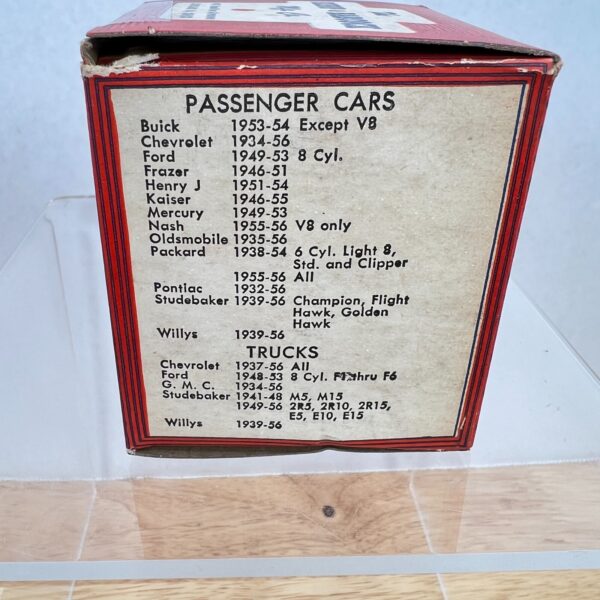 PASSENGER CARS
Buick 1953-54 Except V8
Chevrolet 1934-56
Ford 1949-53 8 Cyl.
Frazer 1946-51
Henry J 1951-54
Kaiser 1946-55
Mercury 1949-53
Nash 1955-56 V8 only
Oldsmobile 1935-56
Packard 1938-54 6 Cyl. Light 8,
Std. and Clipper
1955-56 All
Pontiac 1932-56
Studebaker 1939-56 Champion, Flight
Hawk, Golden
Hawk
Willys 1939-56
TRUCKS
Chevrolet 1937-56 All
Ford 1948-53 8 Cyl. F1 thru F6
G. M. C. 1934-56
Studebaker 1941-48 M5, M15
1949-56 2R5, 2R10, 2R15,
E5, E10, E15
Willys 1939-56